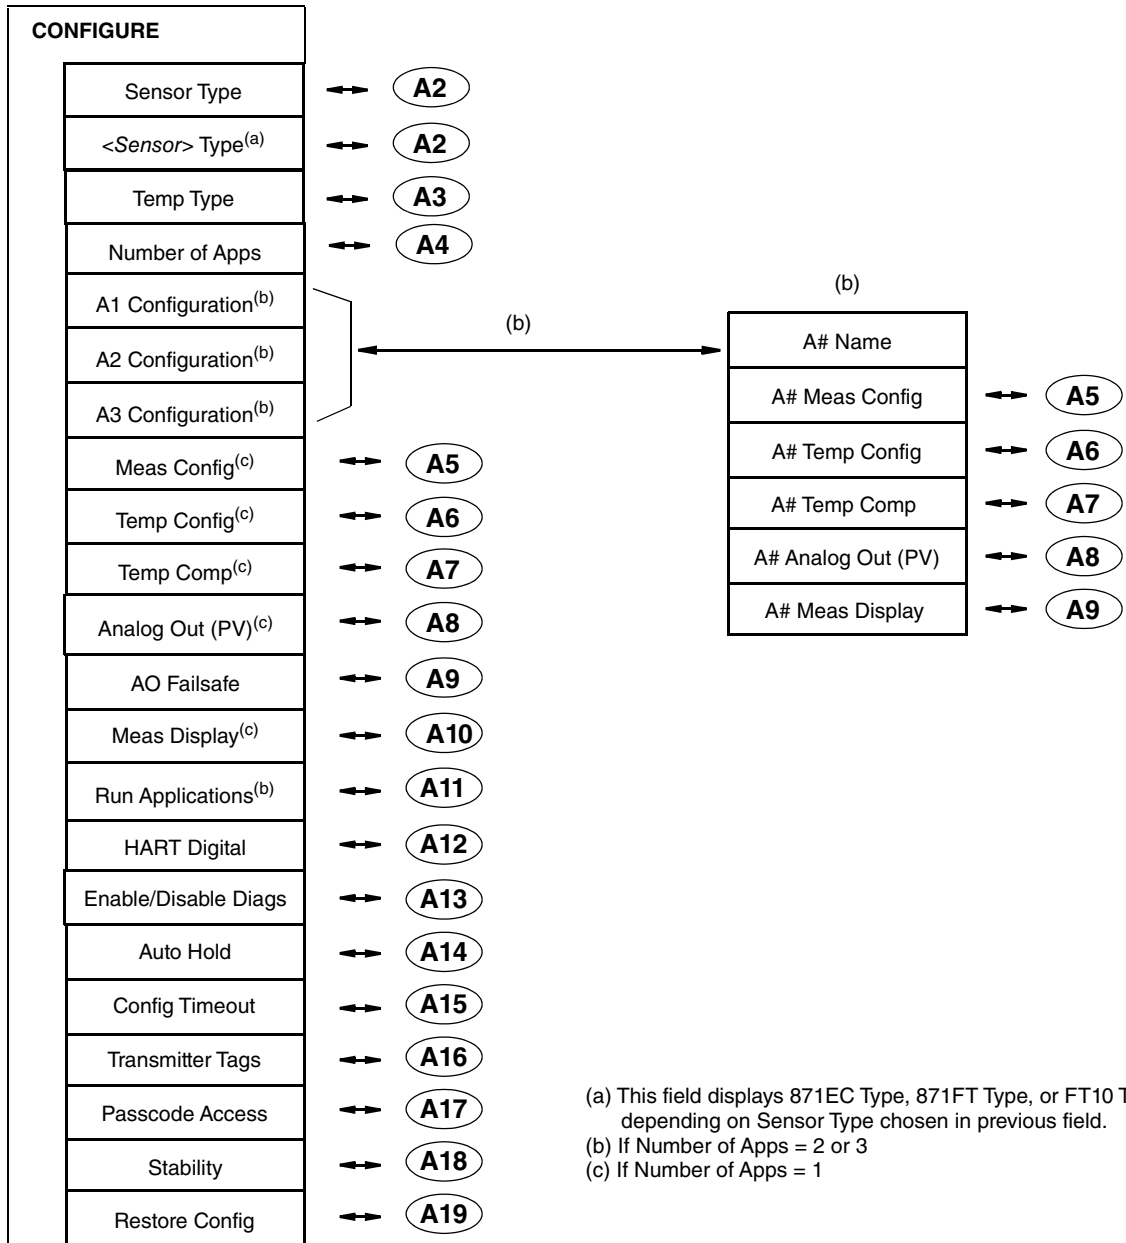 CONFIGURE
Sensor Type A2
<Sensor> Type(a) A2
Temp Type A3
Number of Apps A4
A1 Configuration(b)
A2 Configuration(b)
A3 Configuration(b)
(b)
(b)
A# Name
A# Meas Config A5
A# Temp Config A6
A# Temp Comp A7
A# Analog Out (PV) A8
A# Meas Display A9
Meas Config(c) A5
Temp Config(c) A6
Temp Comp(c) A7
Analog Out (PV)(c) A8
AO Failsafe A9
Meas Display(c) A10
Run Applications(b) A11
HART Digital A12
Enable/Disable Diags A13
Auto Hold A14
Config Timeout A15
Transmitter Tags A16
Passcode Access A17
Stability A18
Restore Config A19
(a) This field displays 871EC Type, 871FT Type, or FT10
depending on Sensor Type chosen in previous field.
(b) If Number of Apps = 2 or 3
(c) If Number of Apps = 1